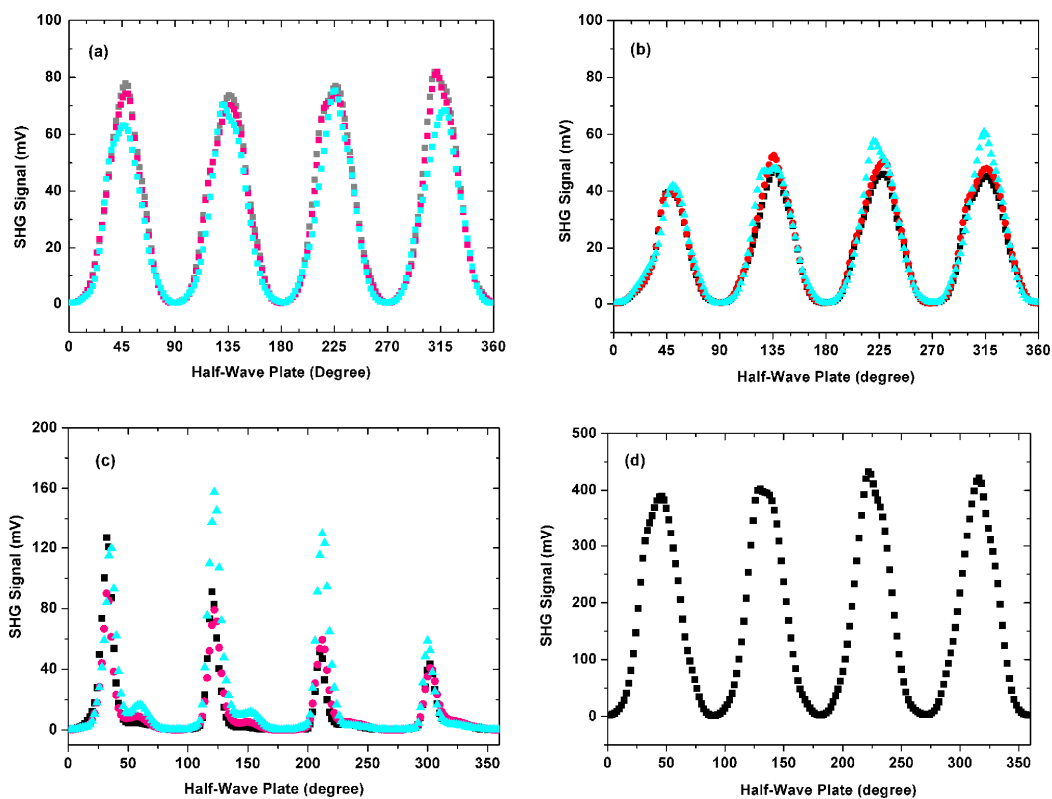 (a)
SHG Signal (mV)
100
80
60
40
20
0
0 45 90 135 180 225 270 315 360
Half-Wave Plate (Degree)
(b)
SHG Signal (mV)
100
80
60
40
20
0
0 45 90 135 180 225 270 315 360
Half-Wave Plate (degree)
(c)
SHG Signal (mV)
200
160
120
80
40
0
0 50 100 150 200 250 300 350
Half-Wave Plate (degree)
(d)
SHG Signal (mV)
500
400
300
200
100
0
0 50 100 150 200 250 300 350
Half-Wave Plate (degree)